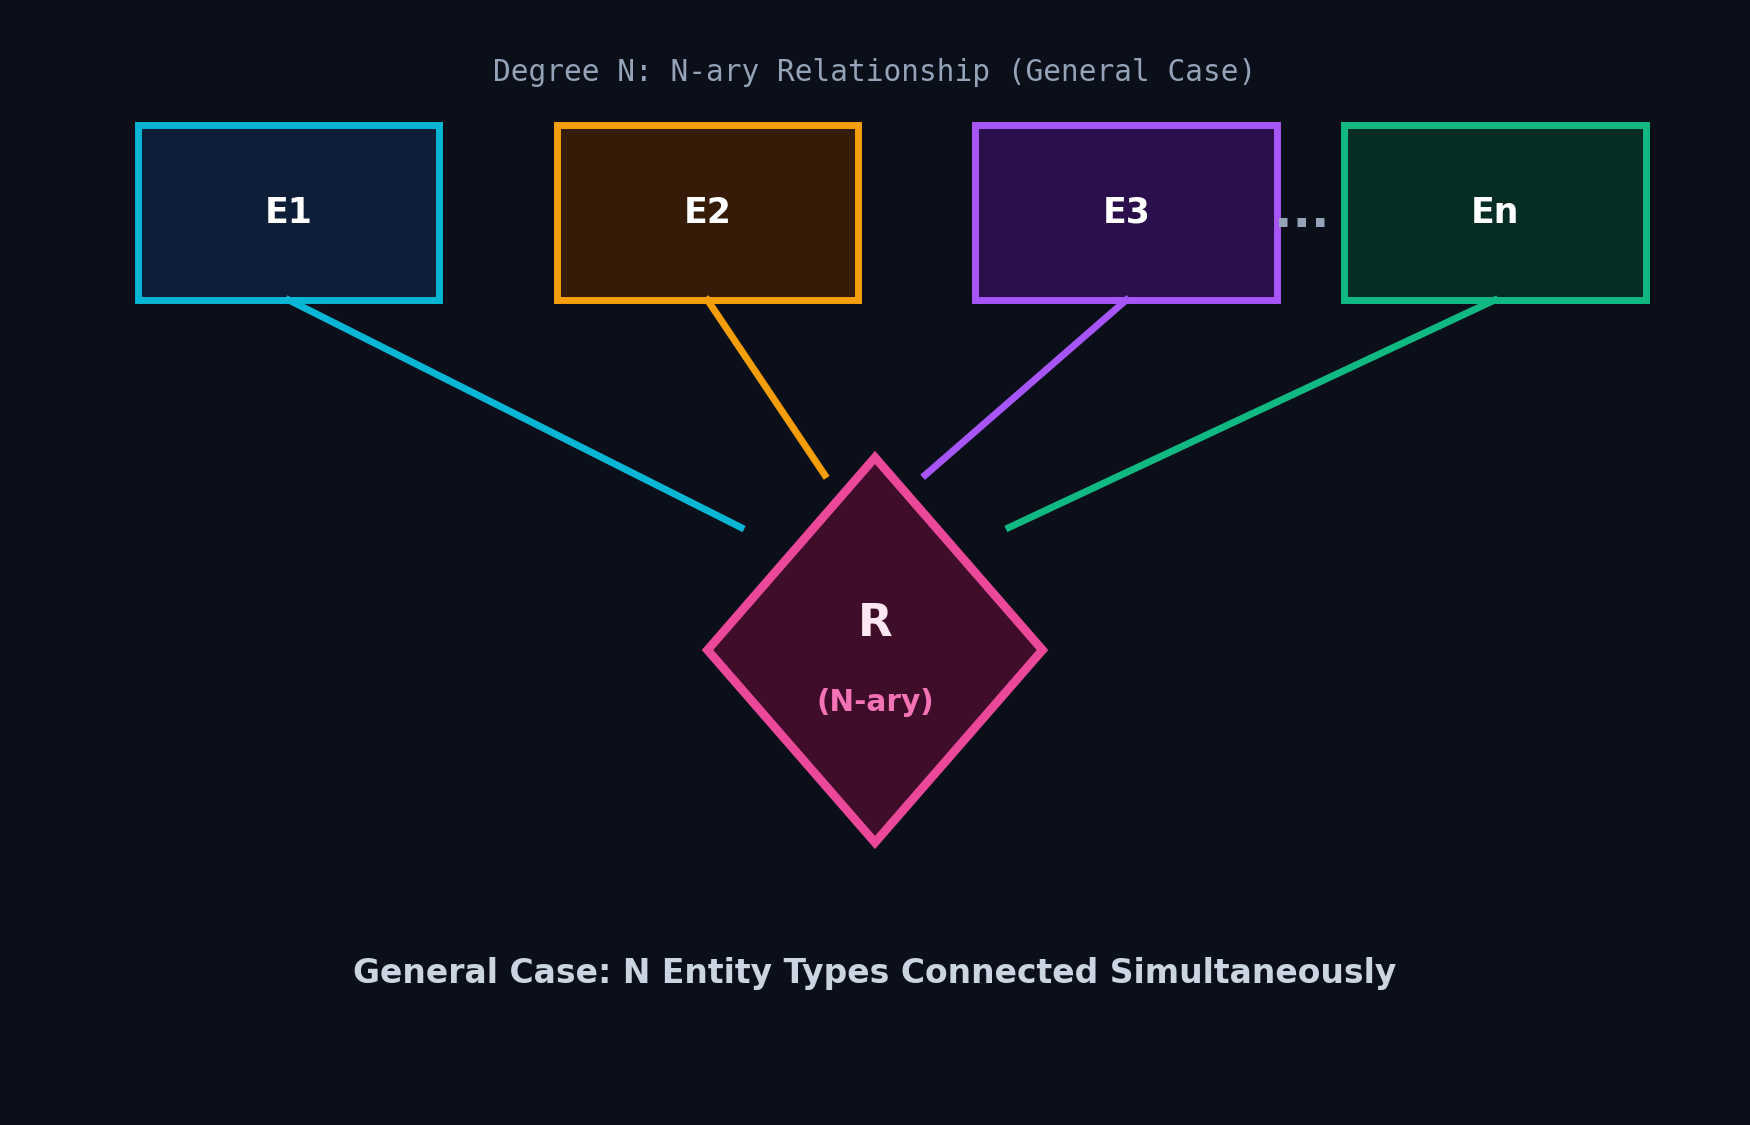 Degree N: N-ary Relationship (General Case)
E1
E2
E3
...
En
R
(N-ary)
General Case: N Entity Types Connected Simultaneously